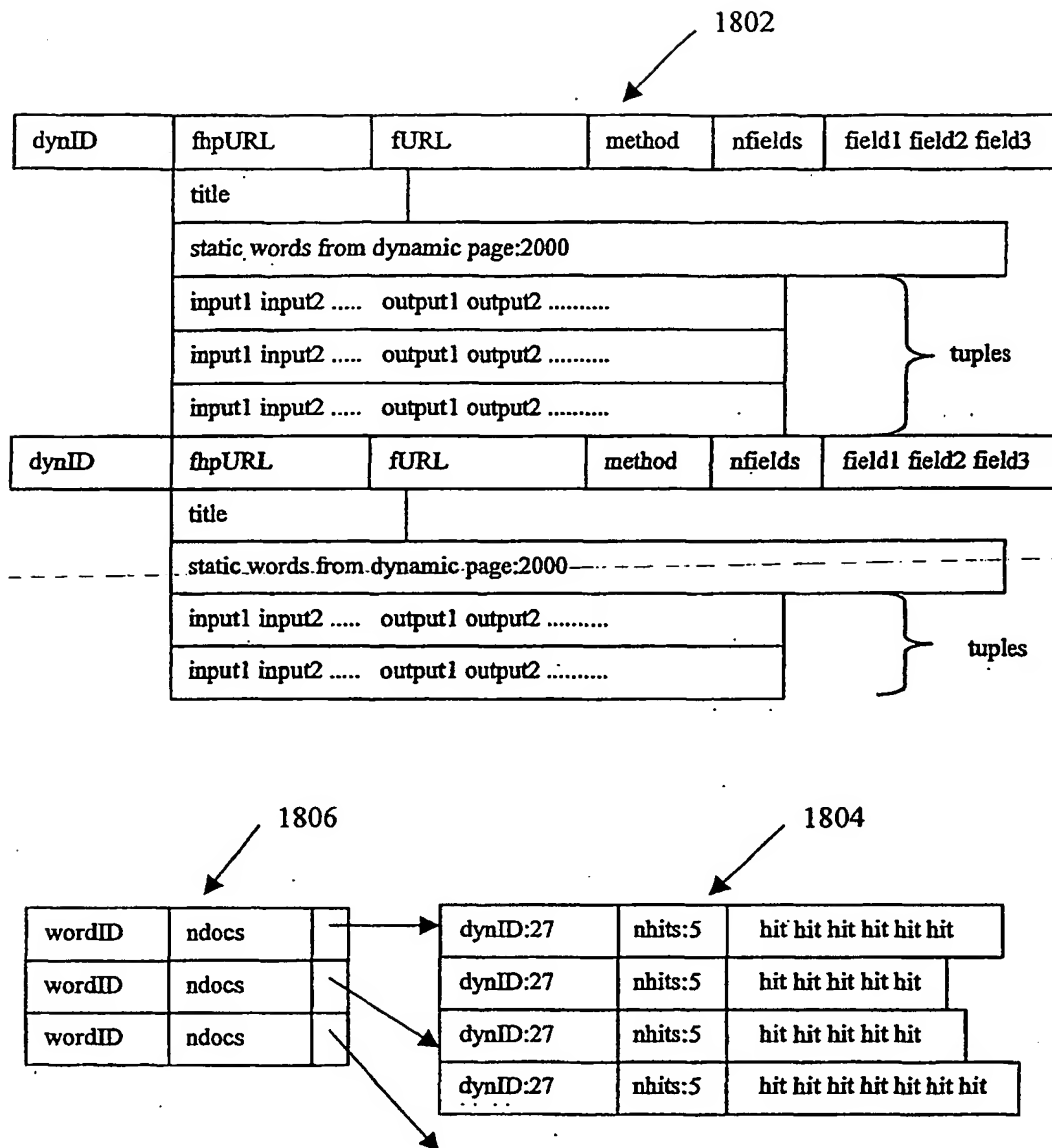 1802
dynID fhpURL fURL method nfields field1 field2 field3
title
static words from dynamic page:2000
input1 input2 ..... output1 output2 ..........
input1 input2 ..... output1 output2 ..........
tuples
input1 input2 ..... output1 output2 ..........
dynID fhpURL fURL method nfields field1 field2 field3
title
static words from dynamic page:2000
input1 input2 ..... output1 output2 ..........
tuples
input1 input2 ..... output1 output2 ..........
1806 1804
wordID ndocs dynID:27 nhits:5 hit hit hit hit hit hit
wordID ndocs dynID:27 nhits:5 hit hit hit hit hit
wordID ndocs dynID:27 nhits:5 hit hit hit hit hit
dynID:27 nhits:5 hit hit hit hit hit hit hit